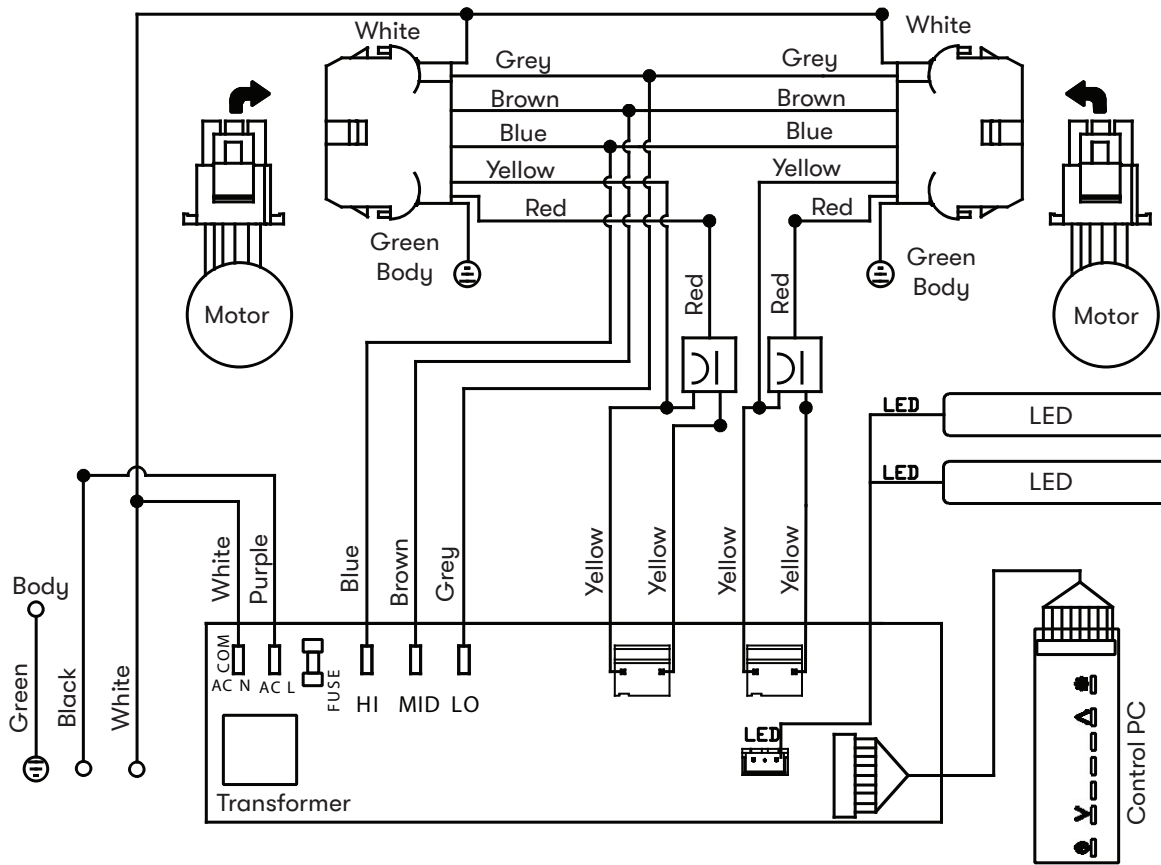 White
White
Grey
Grey
Brown
Brown
Blue
Blue
Yellow
Yellow
Red
Red
Green
Body
Green
Body
Motor
Motor
Red
Red
LED
LED
LED
LED
White
Purple
Blue
Brown
Grey
Yellow
Yellow
Yellow
Yellow
Body
Green
Black
White
COM
AC N
AC L
FUSE
HI
MID
LO
LED
Transformer
Control PC